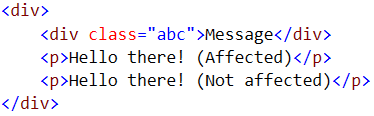 <div>
    <div class="abc">Message</div>
    <p>Hello there! (Affected)</p>
    <p>Hello there! (Not affected)</p>
</div>